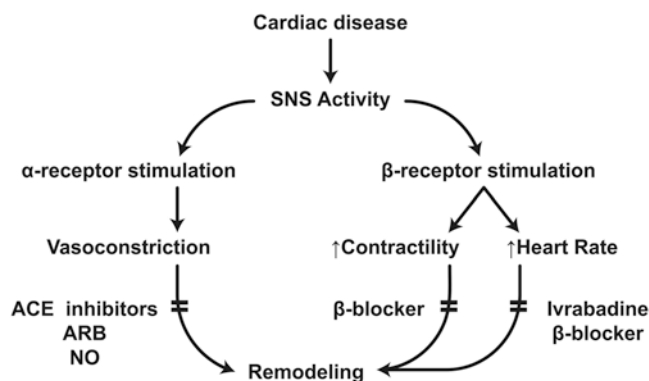 Cardiac disease
SNS Activity
α-receptor stimulation
β-receptor stimulation
Vasoconstriction
↑Contractility
↑Heart Rate
ACE inhibitors
ARB
NO
β-blocker
Ivrabadine
β-blocker
Remodeling